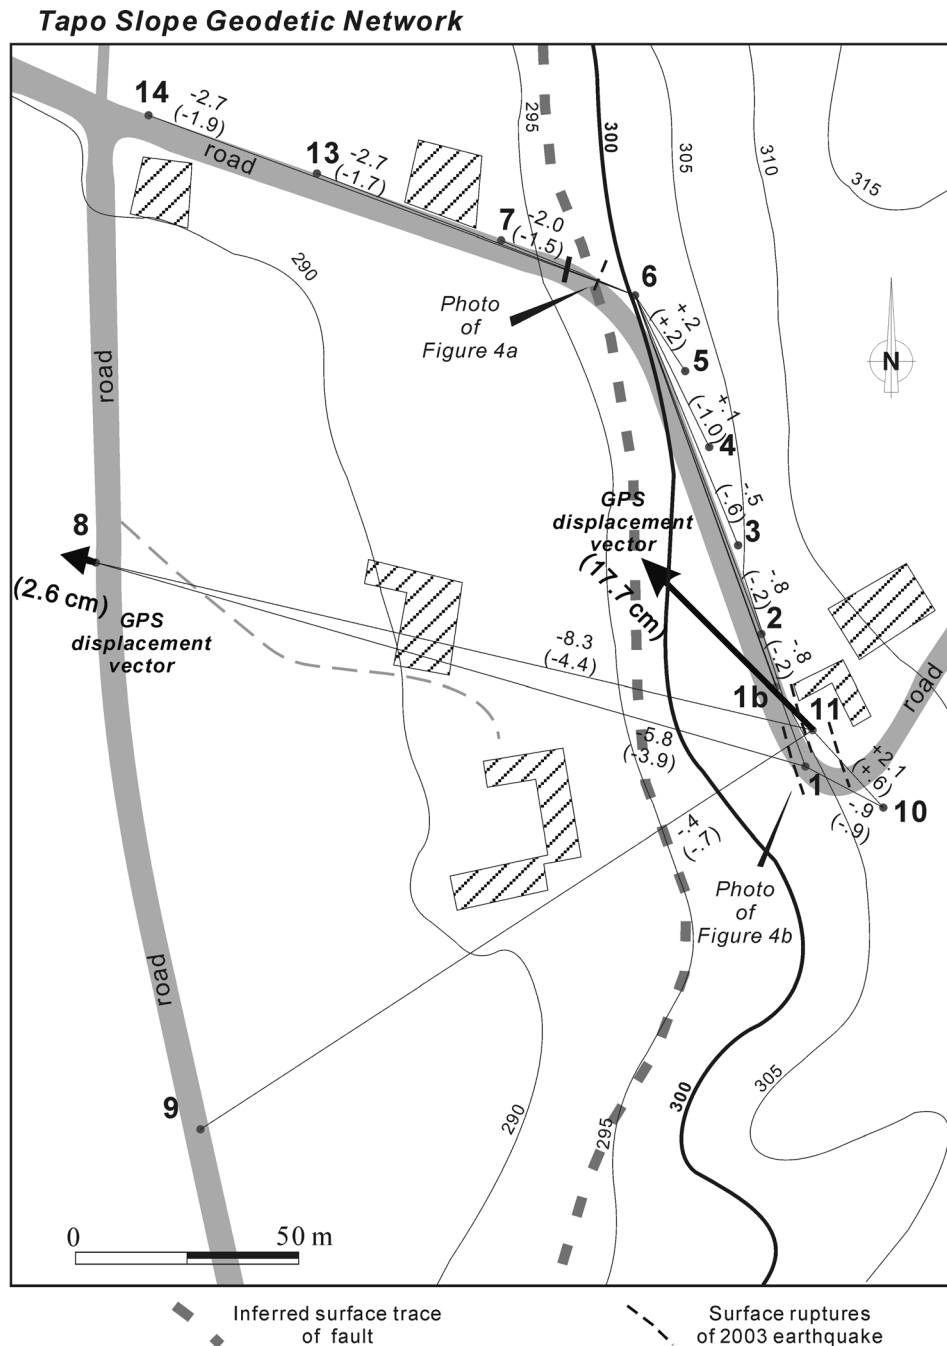 Tapo Slope Geodetic Network
14
-2.7
(-1.9)
road
13
-2.7
(-1.7)
7
-2.0
(-1.5)
295
300
305
310
315
290
6
Photo
of
Figure 4a
+.2
(+.2)
5
N
road
+.1
(-1.0)
4
-.5
(-.6)
3
GPS
displacement
vector
(17.7 cm)
8
(2.6 cm)
GPS
displacement
vector
-.8
(-.2)
2
-8.3
(-4.4)
-.8
(-.2)
1b
11
road
-5.8
(-3.9)
+2.1
(+.6)
1
10
-.9
(-.9)
-.4
(-.7)
Photo
of
Figure 4b
road
9
290
295
300
305
0
50 m
Inferred surface trace
of fault
Surface ruptures
of 2003 earthquake